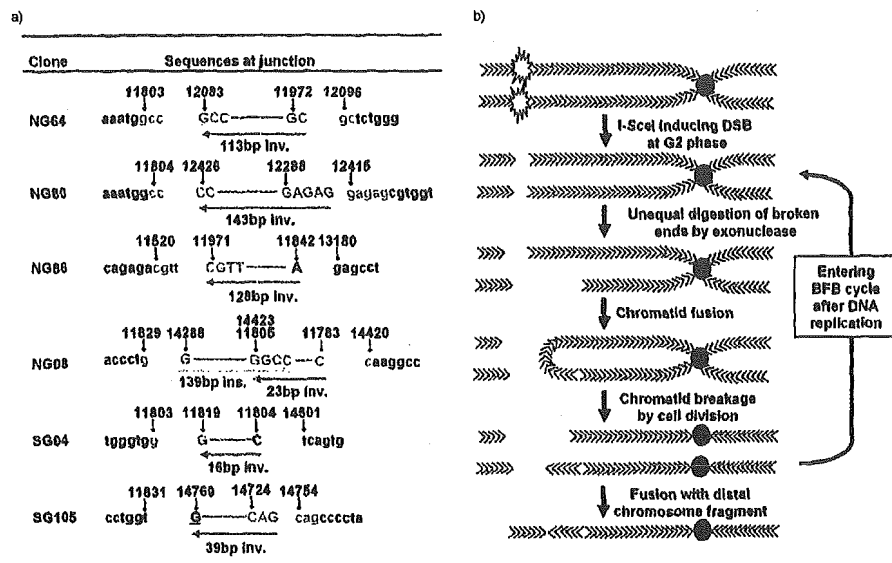 a)
Clone Sequences at junction
11803 12083 11972 12096
NG64 aaatggcc GCC GC gctctggg
113bp inv.
11804 12426 12288 12415
NG80 aaatggcc CC GAGAG gagagcgtggt
143bp inv.
11520 11971 11842 13180
NG86 cagagacgtt CGTT A gagcct
128bp inv.
14423
11829 14288 11805 11783 14420
NG08 accctg G GGCC C caaggcc
139bp ins. 23bp inv.
11803 11819 11804 14601
SG04 tgggtgg G C tcagtg
16bp inv.
11831 14760 14724 14754
SG105 cctggt G CAG cagccccta
39bp inv.
b)
I-SceI inducing DSB
at G2 phase
Unequal digestion of broken
ends by exonuclease
Chromatid fusion
Chromatid breakage
by cell division
Fusion with distal
chromosome fragment
Entering
BFB cycle
after DNA
replication